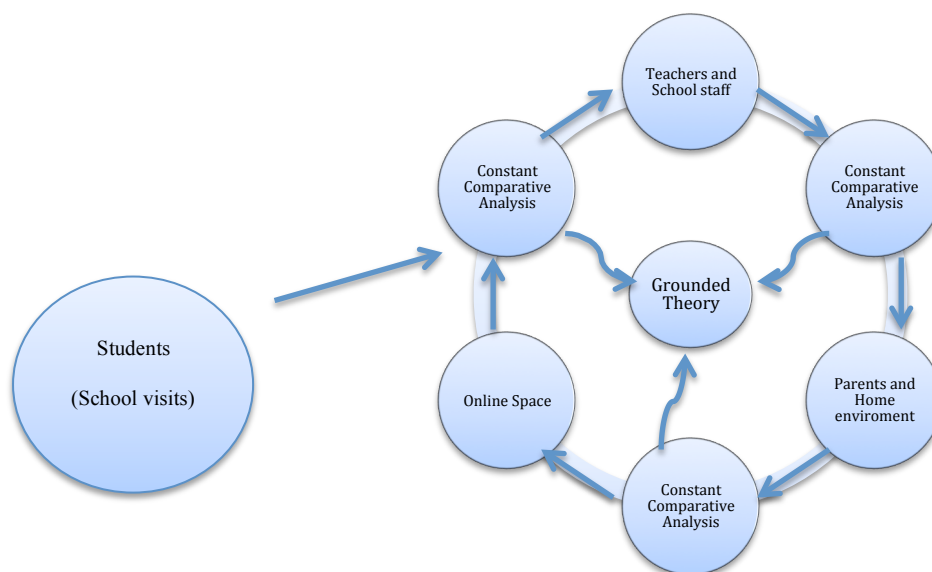 Teachers and
School staff
Constant
Comparative
Analysis
Constant
Comparative
Analysis
Grounded
Theory
Students
(School visits)
Online Space
Parents and
Home
enviroment
Constant
Comparative
Analysis